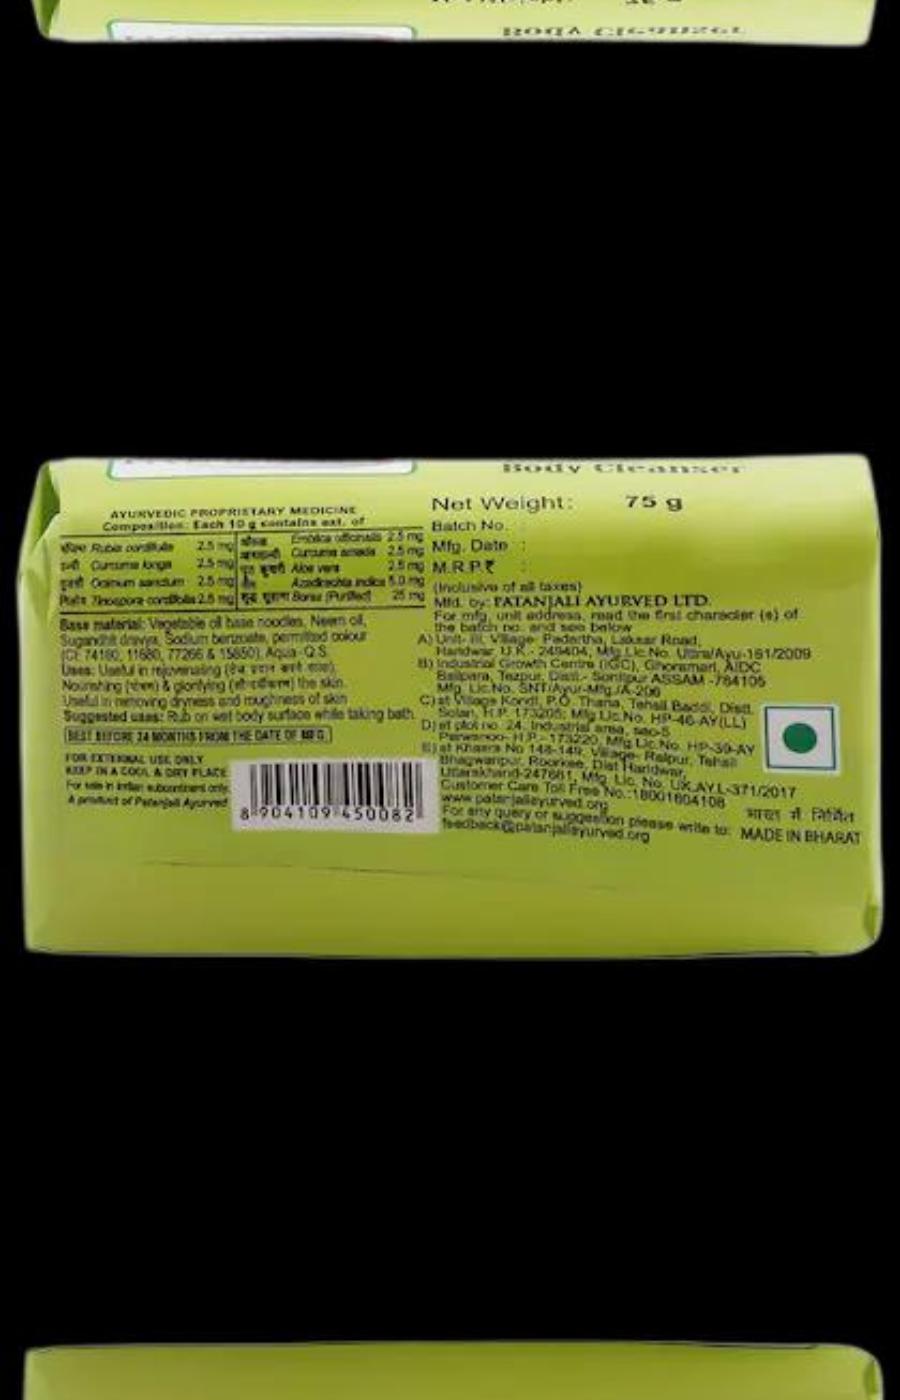 Body Cleanser
Net Weight: 75 g
AYURVEDIC PROPRIETARY MEDICINE
Composition: Each 10 g contains ext. of
Rubia cordifolia 2.5 mg
Curcuma longa 2.5 mg
Ocimum sanctum 2.5 mg
Tinospora cordifolia 2.5 mg
Emblica officinalis 2.5 mg
Curcuma amada 2.5 mg
Aloe vera 2.5 mg
Azadirachta indica 5.0 mg
Borax (Purified) 25 mg
Base material: Vegetable oil base noodles, Neem oil,
Sugandhit dravya, Sodium benzoate, permitted colour
(CI: 74180, 11680, 77266 & 15850), Aqua- Q.S.
Uses: Useful in rejuvenating
Nourishing (पोषण) & glorifying the skin.
Useful in removing dryness and roughness of skin
Suggested uses: Rub on wet body surface while taking bath.
BEST BEFORE 24 MONTHS FROM THE DATE OF MFG.
FOR EXTERNAL USE ONLY
KEEP IN A COOL & DRY PLACE
For sale in Indian subcontinent only.
A product of Patanjali Ayurved
8 904109 450082
Batch No. :
Mfg. Date :
M.R.P.₹ :
(Inclusive of all taxes)
Mfd. by: PATANJALI AYURVED LTD.
For mfg. unit address, read the first character (s) of
the batch no. and see below
A) Unit- III, Village- Padartha, Laksar Road,
Haridwar, U.K.- 249404, Mfg.Lic.No. Uttra/Ayu-161/2009
B) Industrial Growth Centre (IGC), Ghoramari, AIDC
Balipara, Tezpur, Distt.- Sonitpur ASSAM -784105
Mfg. Lic.No. SNT/Ayur-Mfg./A-206
C) at Village Kondi, P.O. Thana, Tehsil Baddi, Distt.
Solan, H.P. 173205; Mfg Lic.No. HP-46-AY(LL)
D) at plot no. 24, Industrial area, sec-5
Parwanoo- H.P.- 173220, Mfg Lic.No. HP-39-AY
E) at Khasra No 148-149, Village- Raipur, Tehsil
Bhagwanpur, Roorkee, Dist Haridwar,
Uttarakhand-247661, Mfg. Lic. No. UK.AY.L-371/2017
Customer Care Toll Free No.:18001804108
www.patanjaliayurved.org
For any query or suggestion please write to:
feedback@patanjaliayurved.org
भारत में निर्मित
MADE IN BHARAT